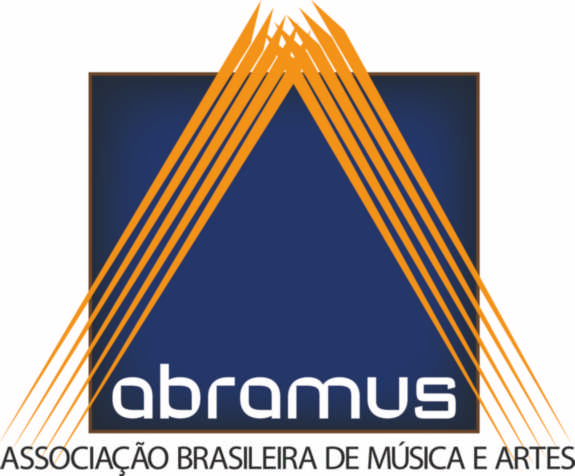 abramus
ASSOCIAÇÃO BRASILEIRA DE MÚSICA E ARTES